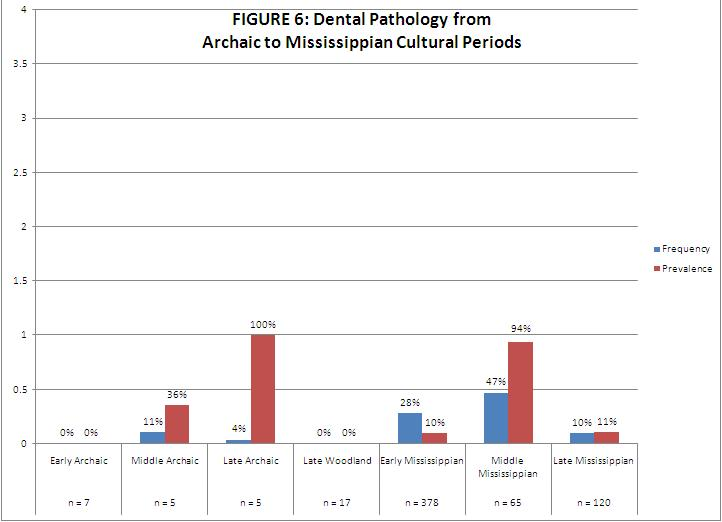 FIGURE 6: Dental Pathology from
Archaic to Mississippian Cultural Periods
4
3.5
3
2.5
2
1.5
1
0.5
0
0% 0%
11% 36%
4% 100%
0% 0%
28% 10%
47% 94%
10% 11%
Early Archaic
Middle Archaic
Late Archaic
Late Woodland
Early Mississippian
Middle
Mississippian
Late Mississippian
n = 7
n = 5
n = 5
n = 17
n = 378
n = 65
n = 120
Frequency
Prevalence